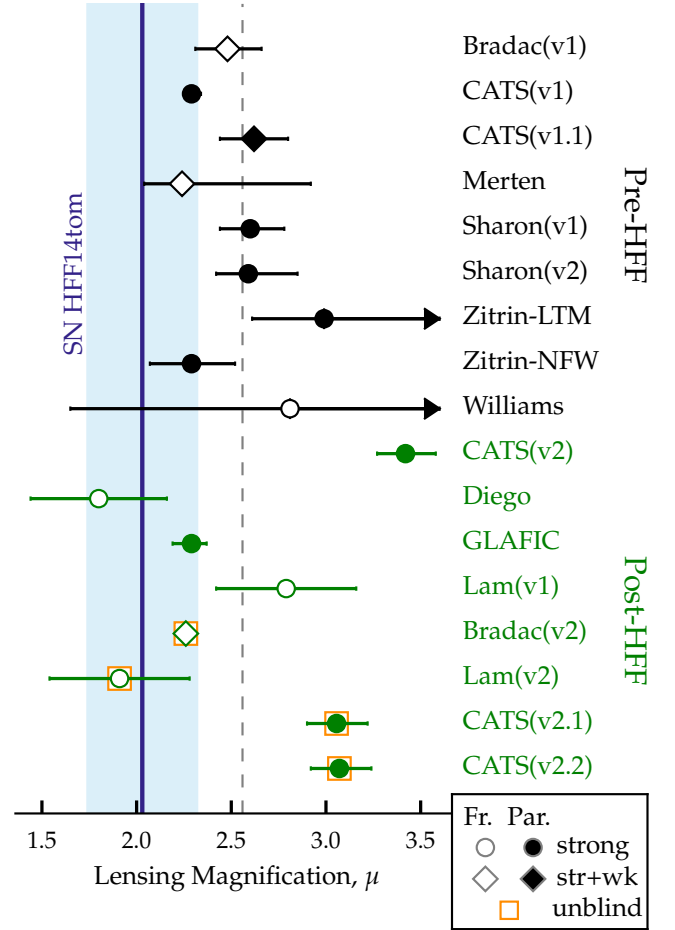 Bradac(v1)
CATS(v1)
CATS(v1.1)
Merten
Sharon(v1)
Sharon(v2)
Zitrin-LTM
Zitrin-NFW
Williams
CATS(v2)
Diego
GLAFIC
Lam(v1)
Bradac(v2)
Lam(v2)
CATS(v2.1)
CATS(v2.2)
Pre-HFF
Post-HFF
SN HFF14tom
1.5 2.0 2.5 3.0 3.5
Lensing Magnification, μ
Fr. Par.
strong
str+wk
unblind